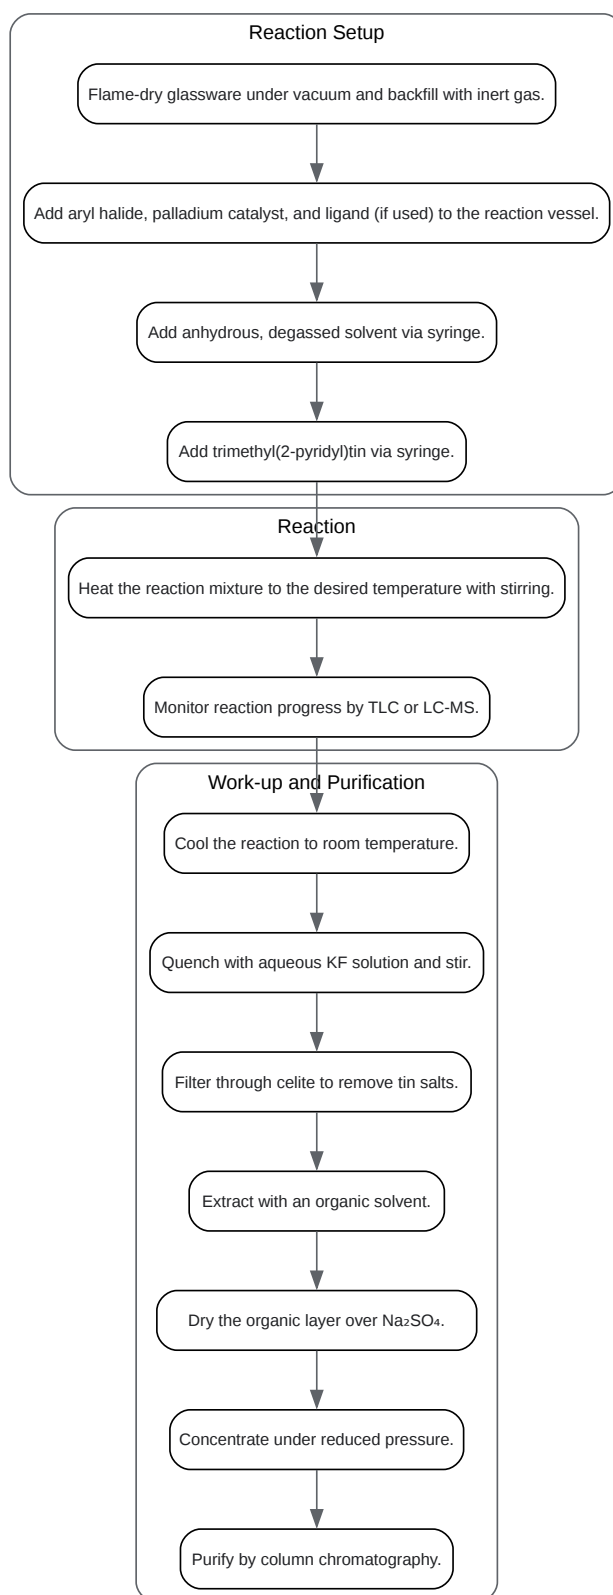 Reaction Setup
Flame-dry glassware under vacuum and backfill with inert gas.
Add aryl halide, palladium catalyst, and ligand (if used) to the reaction vessel.
Add anhydrous, degassed solvent via syringe.
Add trimethyl(2-pyridyl)tin via syringe.
Reaction
Heat the reaction mixture to the desired temperature with stirring.
Monitor reaction progress by TLC or LC-MS.
Work-up and Purification
Cool the reaction to room temperature.
Quench with aqueous KF solution and stir.
Filter through celite to remove tin salts.
Extract with an organic solvent.
Dry the organic layer over Na₂SO₄.
Concentrate under reduced pressure.
Purify by column chromatography.